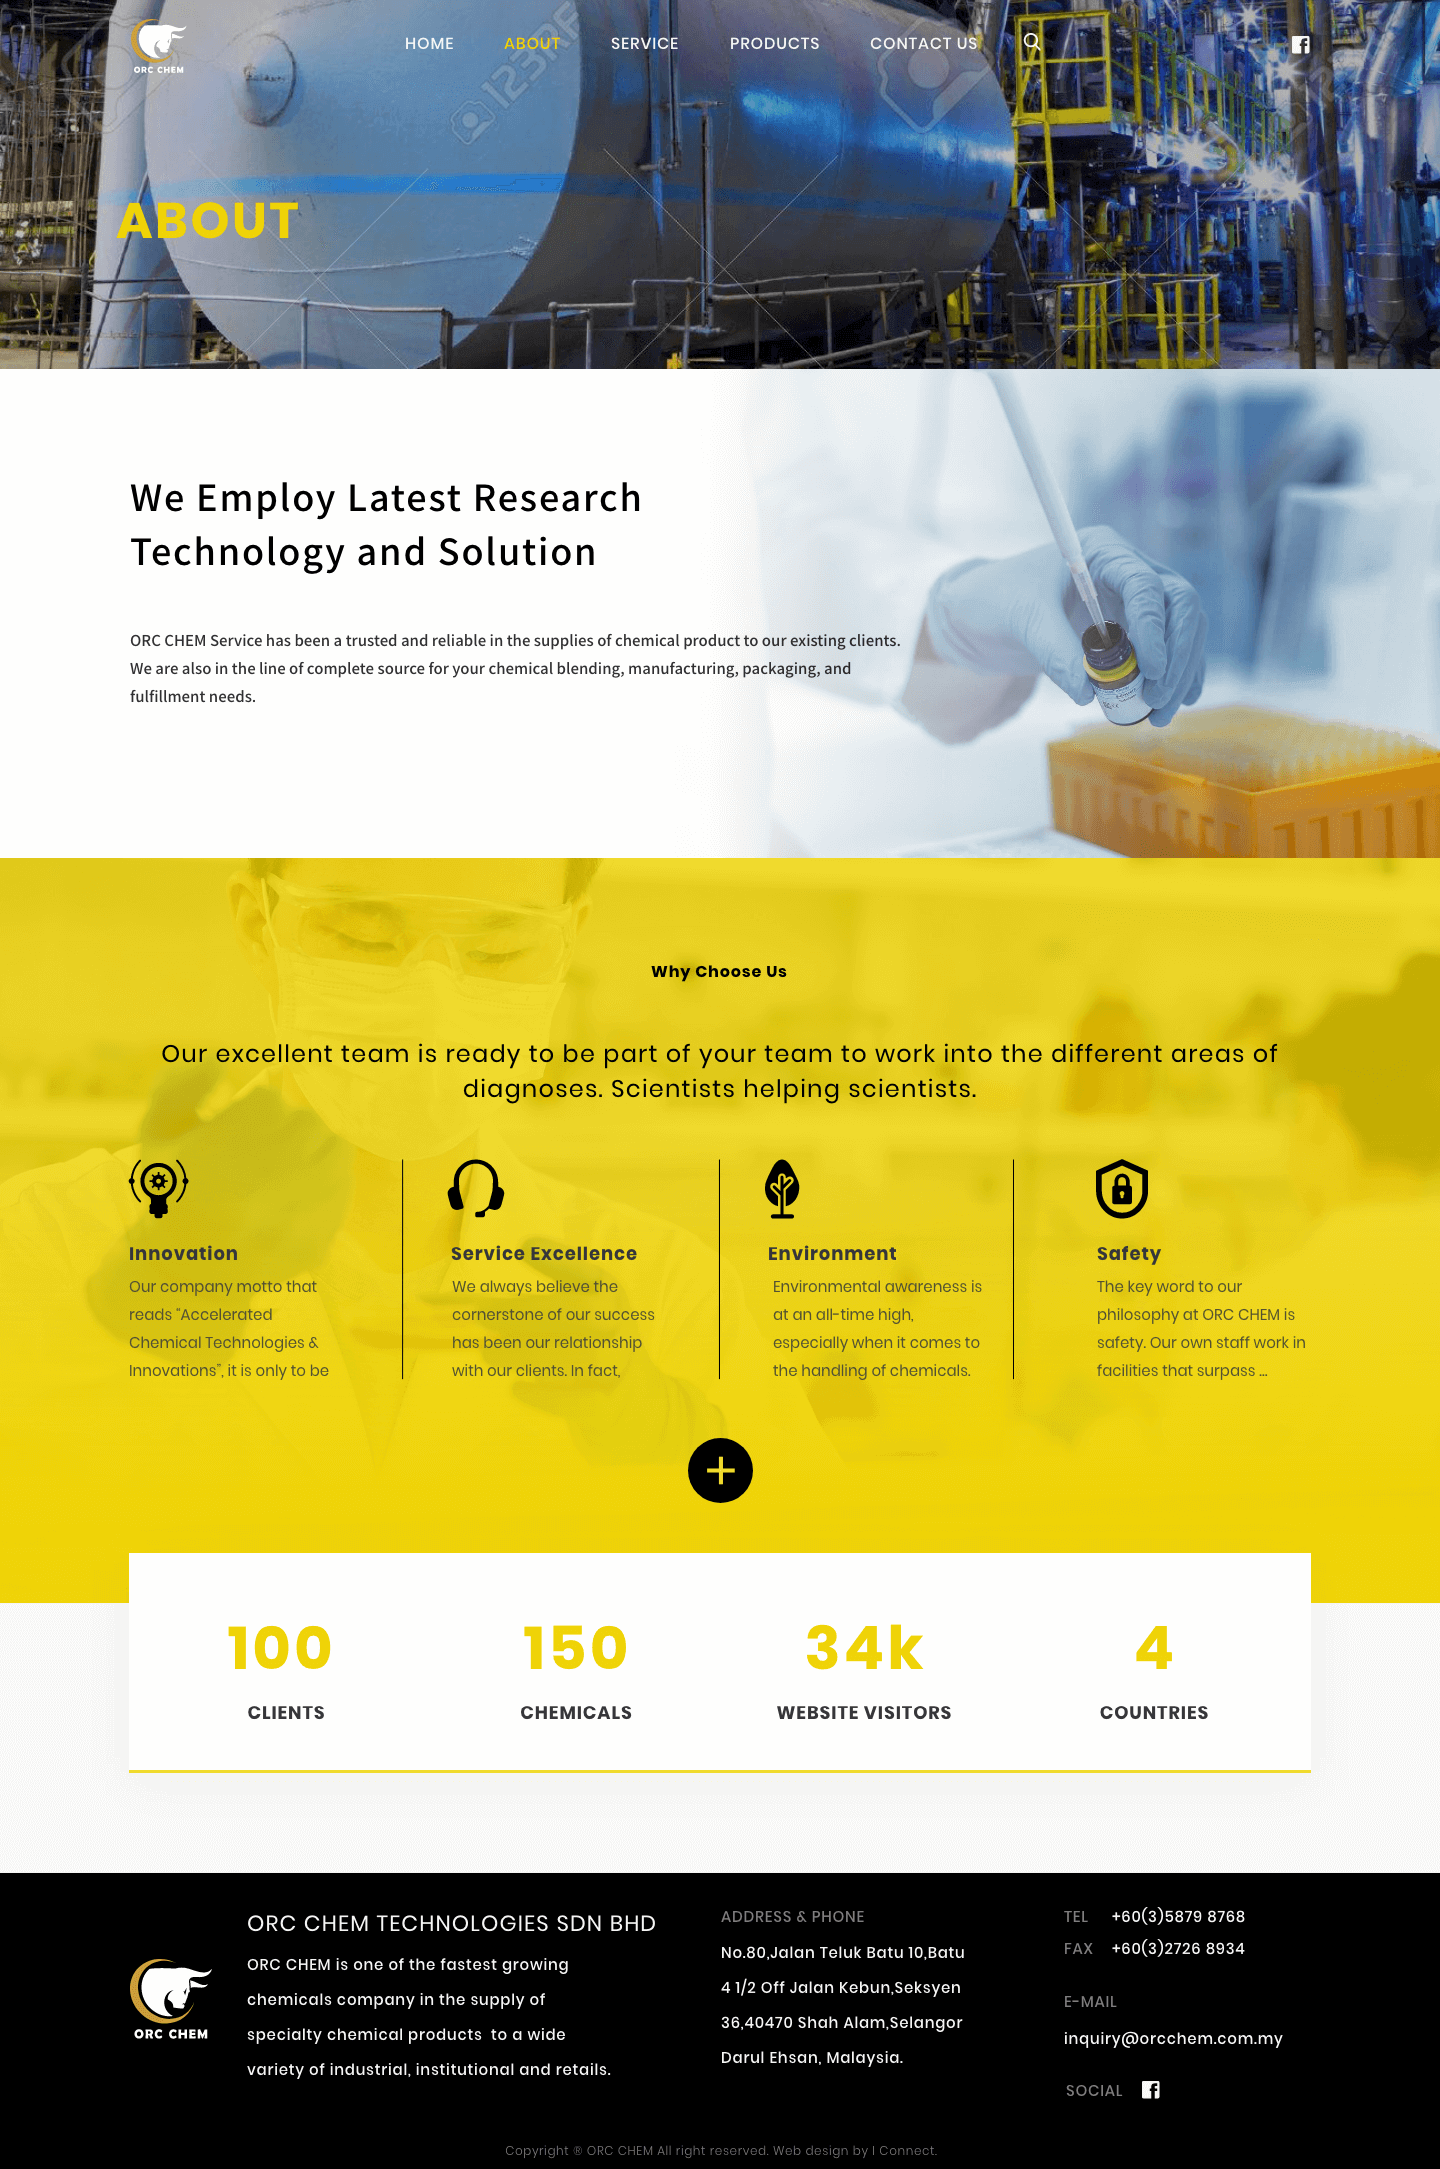 ORC CHEM
HOME
ABOUT
SERVICE
PRODUCTS
CONTACT US
123RF
ABOUT
We Employ Latest Research
Technology and Solution
ORC CHEM Service has been a trusted and reliable in the supplies of chemical product to our existing clients.
We are also in the line of complete source for your chemical blending, manufacturing, packaging, and
fulfillment needs.
Why Choose Us
Our excellent team is ready to be part of your team to work into the different areas of
diagnoses. Scientists helping scientists.
Innovation
Our company motto that
reads “Accelerated
Chemical Technologies &
Innovations”, it is only to be
Service Excellence
We always believe the
cornerstone of our success
has been our relationship
with our clients. In fact,
Environment
Environmental awareness is
at an all-time high,
especially when it comes to
the handling of chemicals.
Safety
The key word to our
philosophy at ORC CHEM is
safety. Our own staff work in
facilities that surpass ...
100
CLIENTS
150
CHEMICALS
34k
WEBSITE VISITORS
4
COUNTRIES
ORC CHEM
ORC CHEM TECHNOLOGIES SDN BHD
ORC CHEM is one of the fastest growing
chemicals company in the supply of
specialty chemical products to a wide
variety of industrial, institutional and retails.
ADDRESS & PHONE
No.80,Jalan Teluk Batu 10,Batu
4 1/2 Off Jalan Kebun,Seksyen
36,40470 Shah Alam,Selangor
Darul Ehsan, Malaysia.
TEL +60(3)5879 8768
FAX +60(3)2726 8934
E-MAIL
inquiry@orcchem.com.my
SOCIAL
Copyright ® ORC CHEM All right reserved. Web design by I Connect.